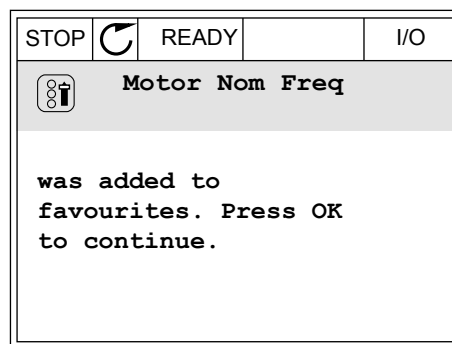 STOP READY I/O
Motor Nom Freq
was added to
favourites. Press OK
to continue.